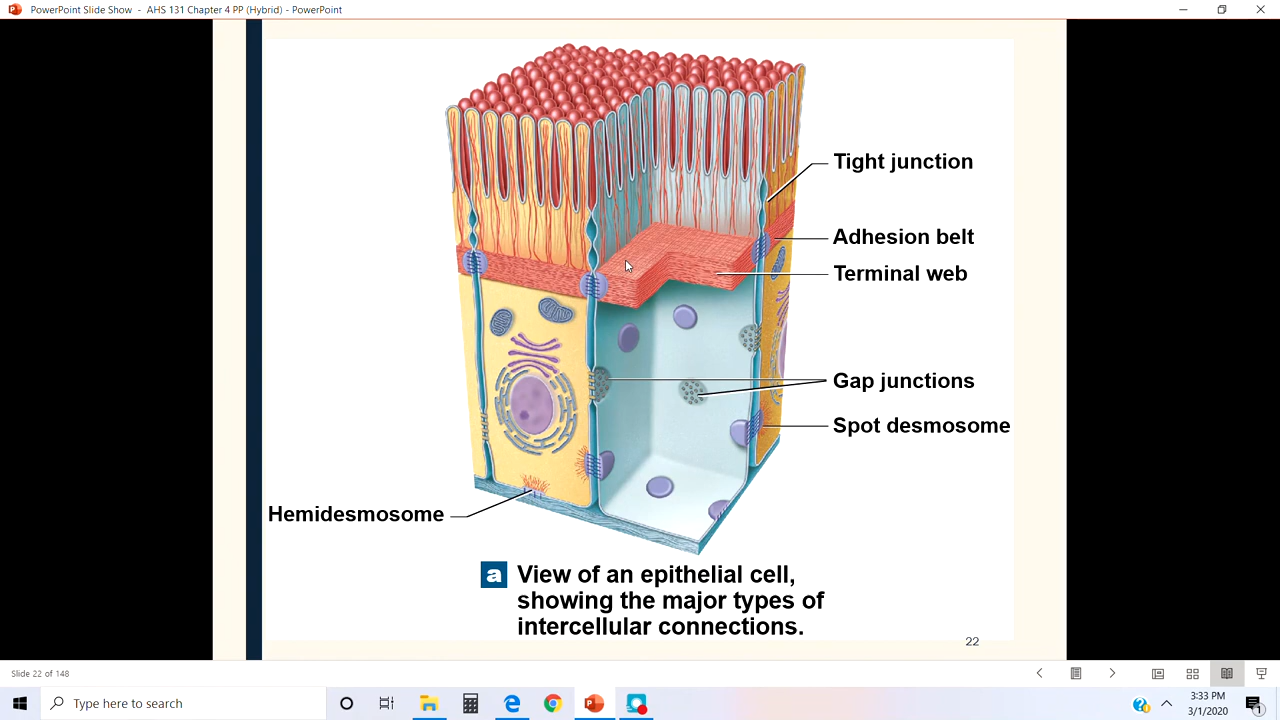 PowerPoint Slide Show - AHS 131 Chapter 4 PP (Hybrid) - PowerPoint
Tight junction
Adhesion belt
Terminal web
Gap junctions
Spot desmosome
Hemidesmosome
a View of an epithelial cell,
showing the major types of
intercellular connections.
22
Slide 22 of 148
Type here to search
3:33 PM
3/1/2020
1